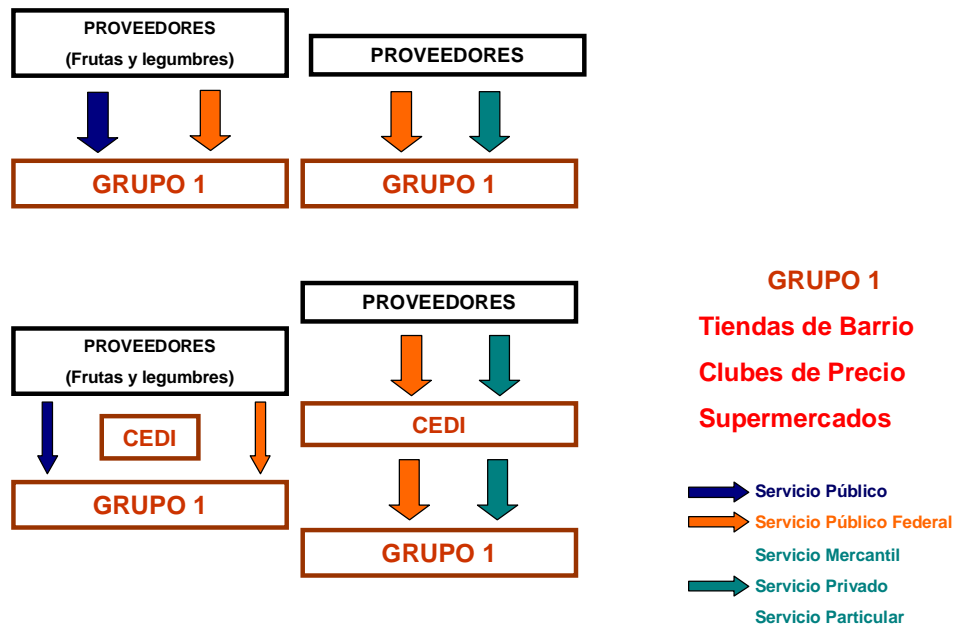 PROVEEDORES
(Frutas y legumbres)
PROVEEDORES
GRUPO 1
GRUPO 1
PROVEEDORES
PROVEEDORES
(Frutas y legumbres)
CEDI
CEDI
GRUPO 1
GRUPO 1
GRUPO 1
Tiendas de Barrio
Clubes de Precio
Supermercados
Servicio Público
Servicio Público Federal
Servicio Mercantil
Servicio Privado
Servicio Particular